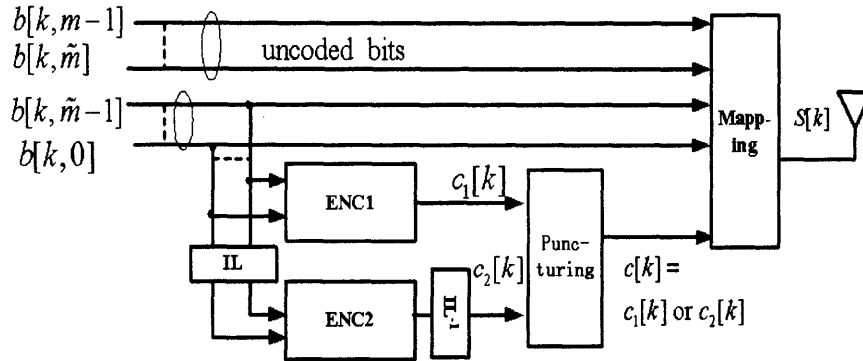 b[k,m-1]
b[k,m̃]
uncoded bits
b[k,m̃-1]
b[k,0]
Mapp-
ing
S[k]
ENC1
c₁[k]
IL
Punc-
turing
c₂[k]
ENC2
IL⁻¹
c[k] =
c₁[k] or c₂[k]